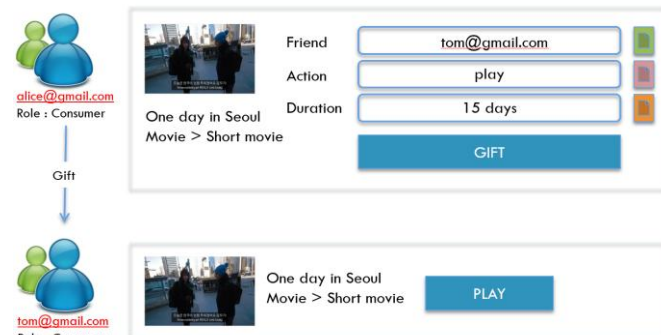 alice@gmail.com
Role : Consumer
Gift
Friend
tom@gmail.com
Action
play
Duration
15 days
One day in Seoul
Movie > Short movie
GIFT
tom@gmail.com
One day in Seoul
Movie > Short movie
PLAY